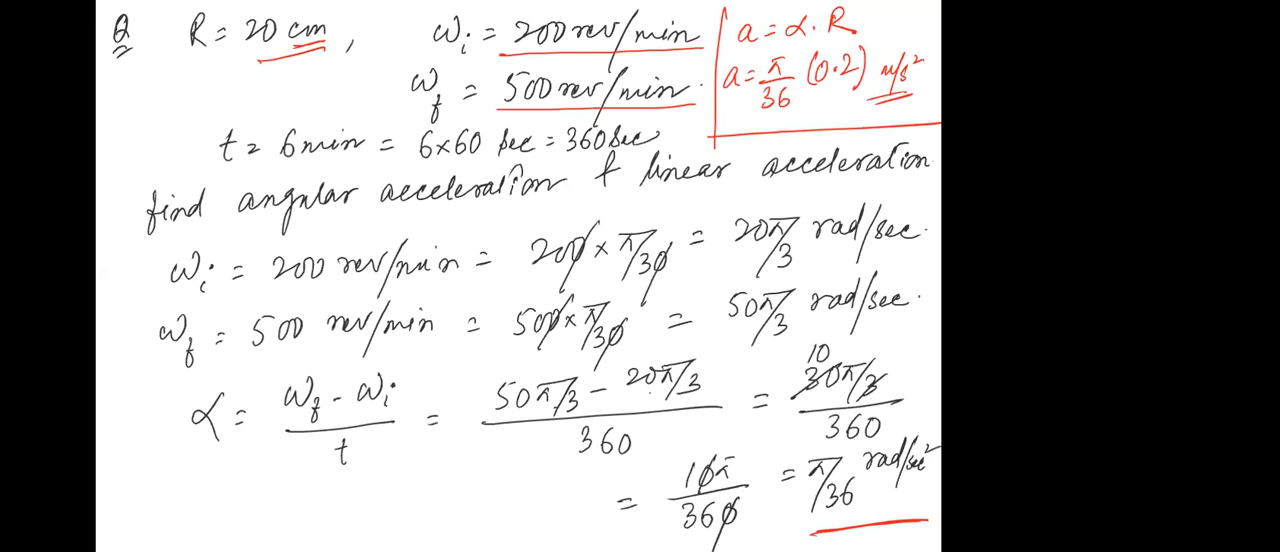 Q R = 20 cm, ωi = 200 rev/min
ωf = 500 rev/min.
a = α.R
a = π/36 (0.2) m/s²
t = 6 min = 6×60 sec = 360 sec
find angular acceleration & linear acceleration
ωi = 200 rev/min = 200 × π/30 = 20π/3 rad/sec.
ωf = 500 rev/min = 500 × π/30 = 50π/3 rad/sec.
α = (ωf - ωi)/t = (50π/3 - 20π/3)/360 = 10 (30π/3)/360
= 10π/360 = π/36 rad/sec²